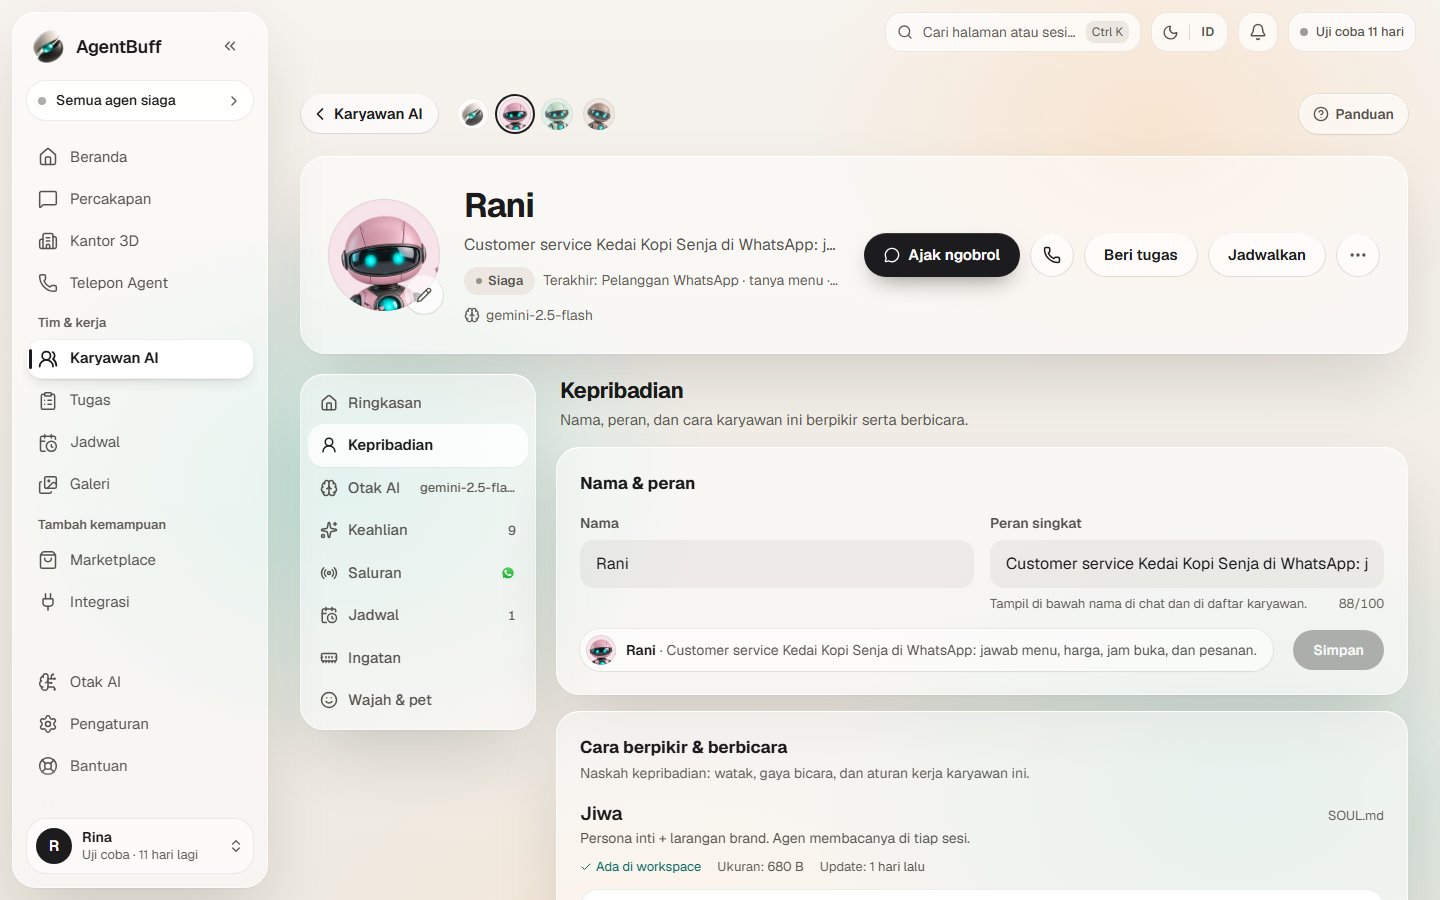 AgentBuff
Semua agen siaga
Beranda
Percakapan
Kantor 3D
Telepon Agent
Tim & kerja
Karyawan AI
Tugas
Jadwal
Galeri
Tambah kemampuan
Marketplace
Integrasi
Otak AI
Pengaturan
Bantuan
R
Rina
Uji coba · 11 hari lagi
Cari halaman atau sesi... Ctrl K
ID
Uji coba 11 hari
Karyawan AI
Panduan
Rani
Customer service Kedai Kopi Senja di WhatsApp: j...
Siaga Terakhir: Pelanggan WhatsApp · tanya menu ·...
gemini-2.5-flash
Ajak ngobrol
Beri tugas
Jadwalkan
Ringkasan
Kepribadian
Otak AI gemini-2.5-fla...
Keahlian 9
Saluran
Jadwal 1
Ingatan
Wajah & pet
Kepribadian
Nama, peran, dan cara karyawan ini berpikir serta berbicara.
Nama & peran
Nama
Rani
Peran singkat
Customer service Kedai Kopi Senja di WhatsApp: j
Tampil di bawah nama di chat dan di daftar karyawan. 88/100
Rani · Customer service Kedai Kopi Senja di WhatsApp: jawab menu, harga, jam buka, dan pesanan.
Simpan
Cara berpikir & berbicara
Naskah kepribadian: watak, gaya bicara, dan aturan kerja karyawan ini.
Jiwa SOUL.md
Persona inti + larangan brand. Agen membacanya di tiap sesi.
Ada di workspace Ukuran: 680 B Update: 1 hari lalu